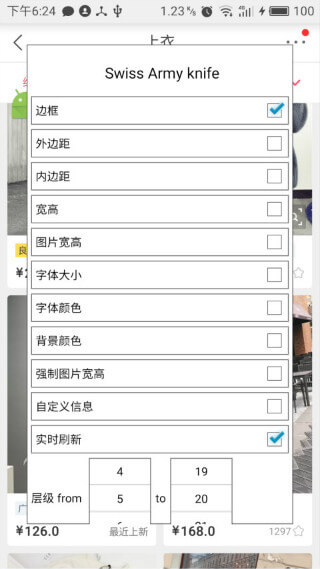 下午6:24
1.23 K/s
4G
100
上衣
Swiss Army knife
边框
外边距
内边距
宽高
图片宽高
字体大小
字体颜色
背景颜色
强制图片宽高
自定义信息
实时刷新
4 19
层级 from 5 to 20
良
¥
广
¥126.0 最近上新 ¥168.0 1297